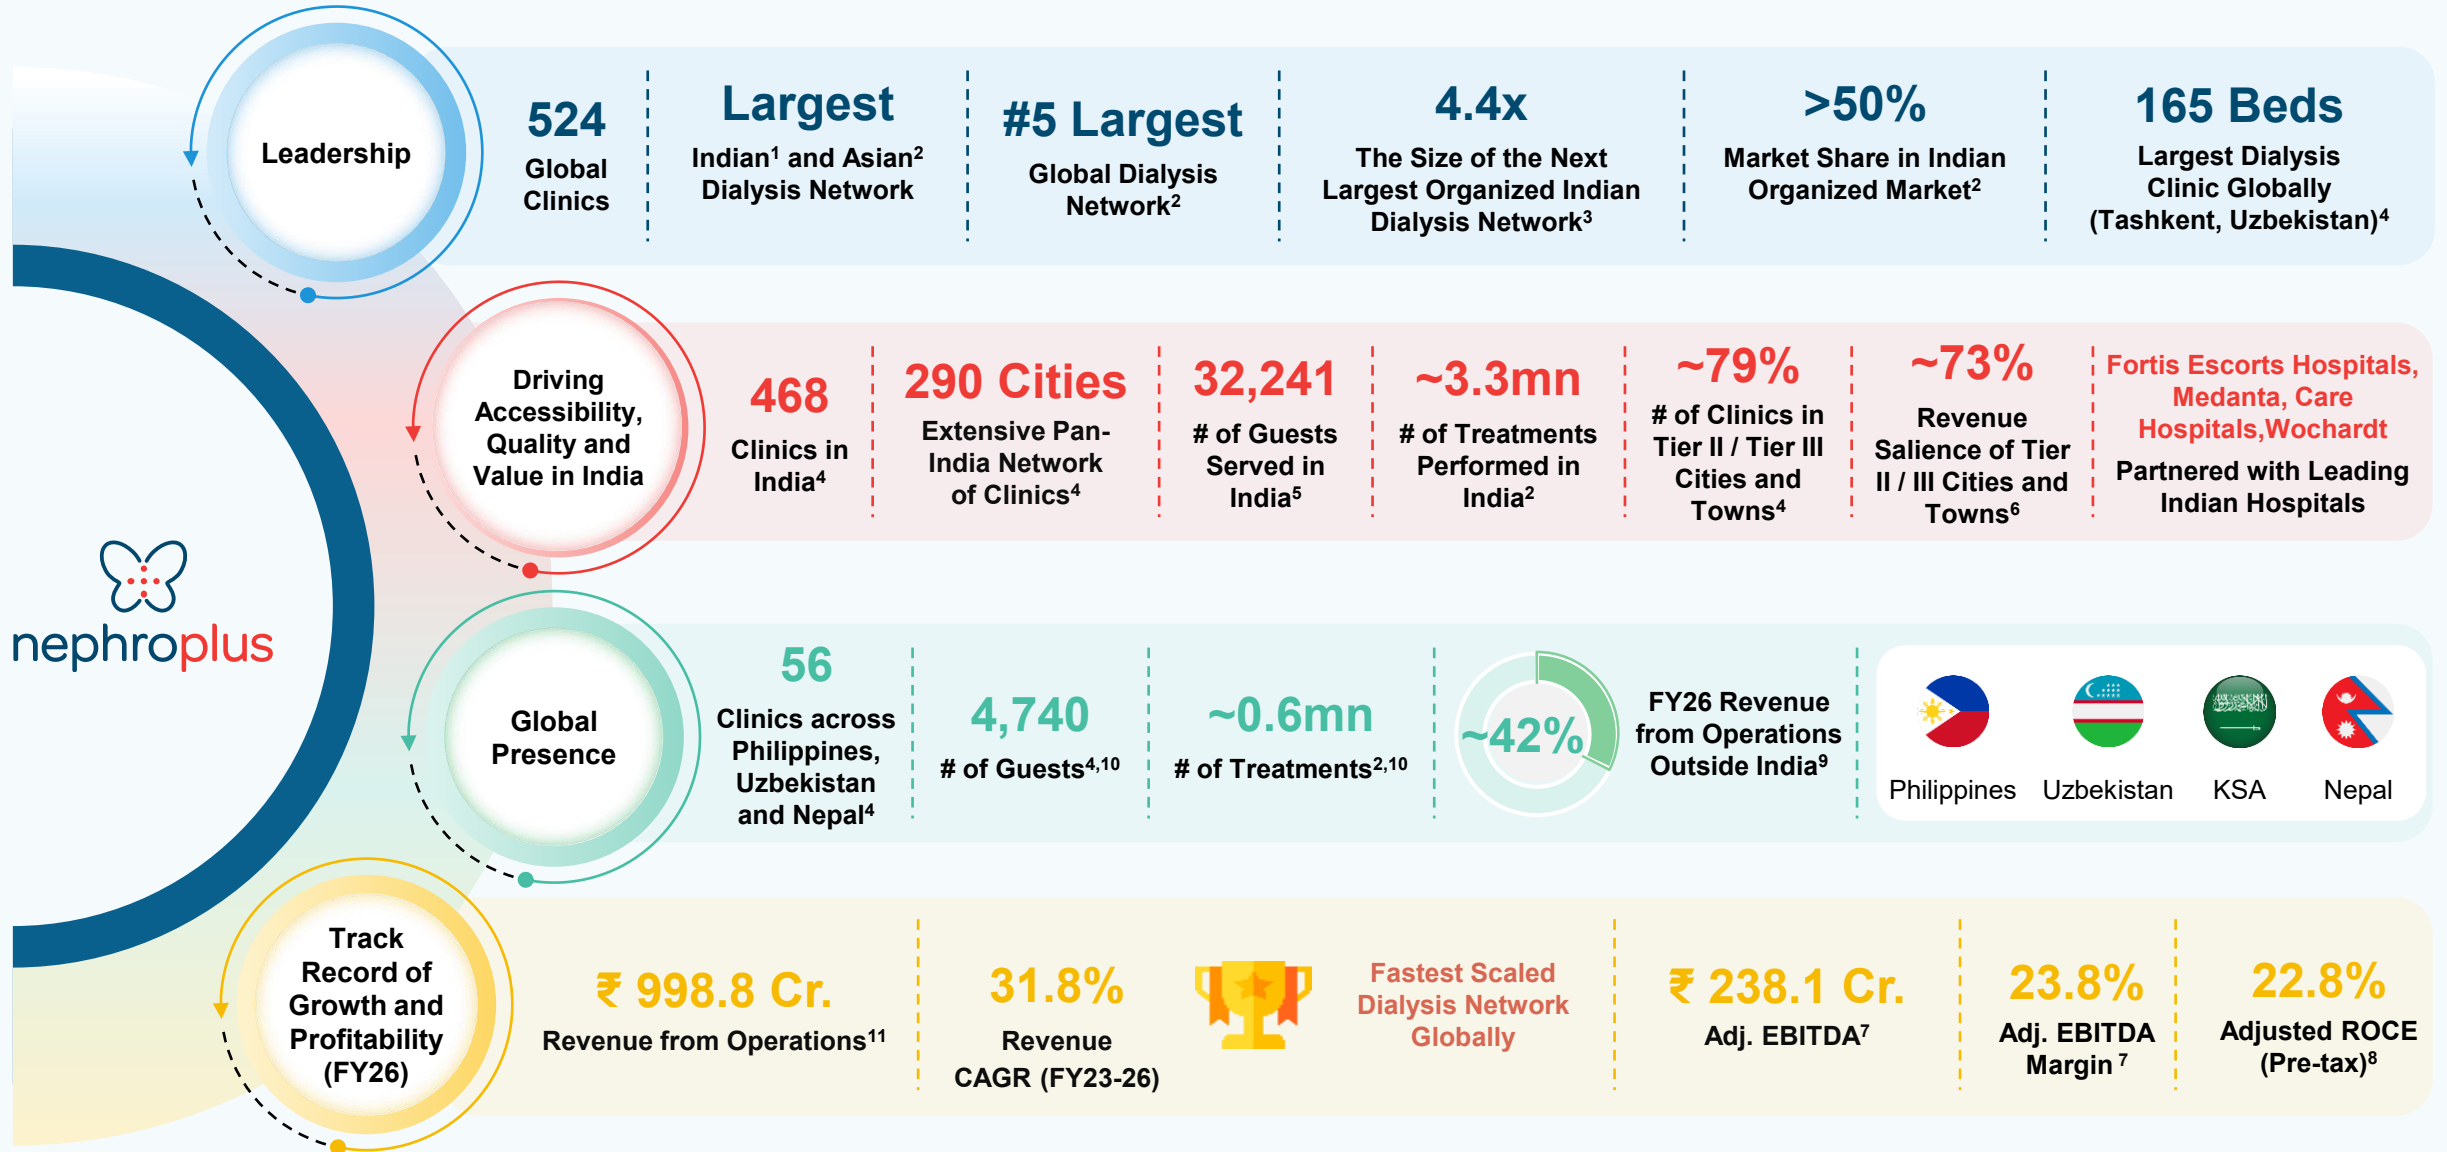 Leadership
524
Global
Clinics
Largest
Indian¹ and Asian²
Dialysis Network
#5 Largest
Global Dialysis
Network²
4.4x
The Size of the Next
Largest Organized Indian
Dialysis Network³
>50%
Market Share in Indian
Organized Market²
165 Beds
Largest Dialysis
Clinic Globally
(Tashkent, Uzbekistan)⁴
Driving
Accessibility,
Quality and
Value in India
468
Clinics in
India⁴
290 Cities
Extensive Pan-
India Network
of Clinics⁴
32,241
# of Guests
Served in
India⁵
~3.3mn
# of Treatments
Performed in
India²
~79%
# of Clinics in
Tier II / Tier III
Cities and
Towns⁴
~73%
Revenue
Salience of Tier
II / III Cities and
Towns⁶
Fortis Escorts Hospitals,
Medanta, Care
Hospitals,Wochardt
Partnered with Leading
Indian Hospitals
nephroplus
Global
Presence
56
Clinics across
Philippines,
Uzbekistan
and Nepal⁴
4,740
# of Guests⁴,¹⁰
~0.6mn
# of Treatments²,¹⁰
~42%
FY26 Revenue
from Operations
Outside India⁹
Philippines
Uzbekistan
KSA
Nepal
Track
Record of
Growth and
Profitability
(FY26)
₹ 998.8 Cr.
Revenue from Operations¹¹
31.8%
Revenue
CAGR (FY23-26)
Fastest Scaled
Dialysis Network
Globally
₹ 238.1 Cr.
Adj. EBITDA⁷
23.8%
Adj. EBITDA
Margin ⁷
22.8%
Adjusted ROCE
(Pre-tax)⁸